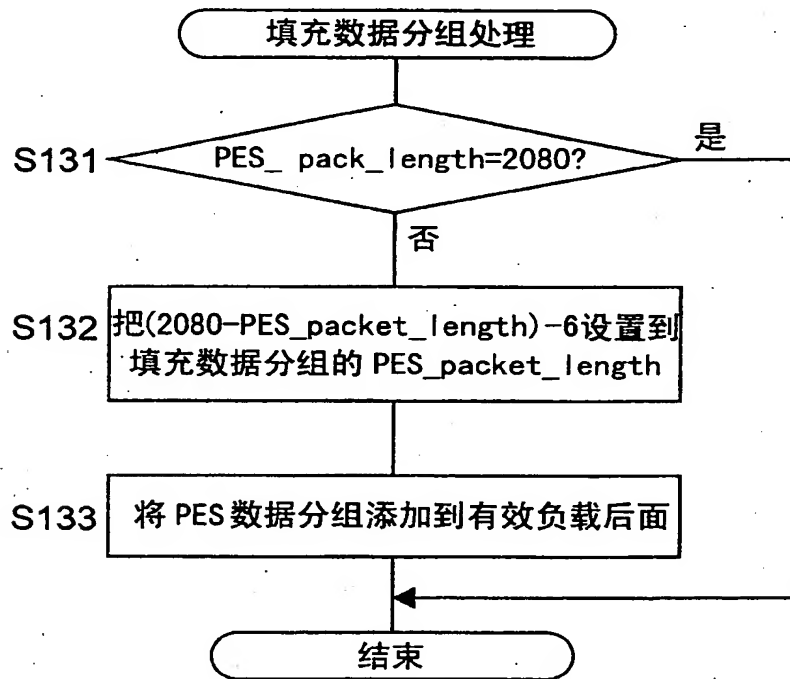 填充数据分组处理
S131
PES_ pack_length=2080?
是
否
S132
把(2080-PES_packet_length)-6设置到
填充数据分组的 PES_packet_length
S133
将 PES 数据分组添加到有效负载后面
结束